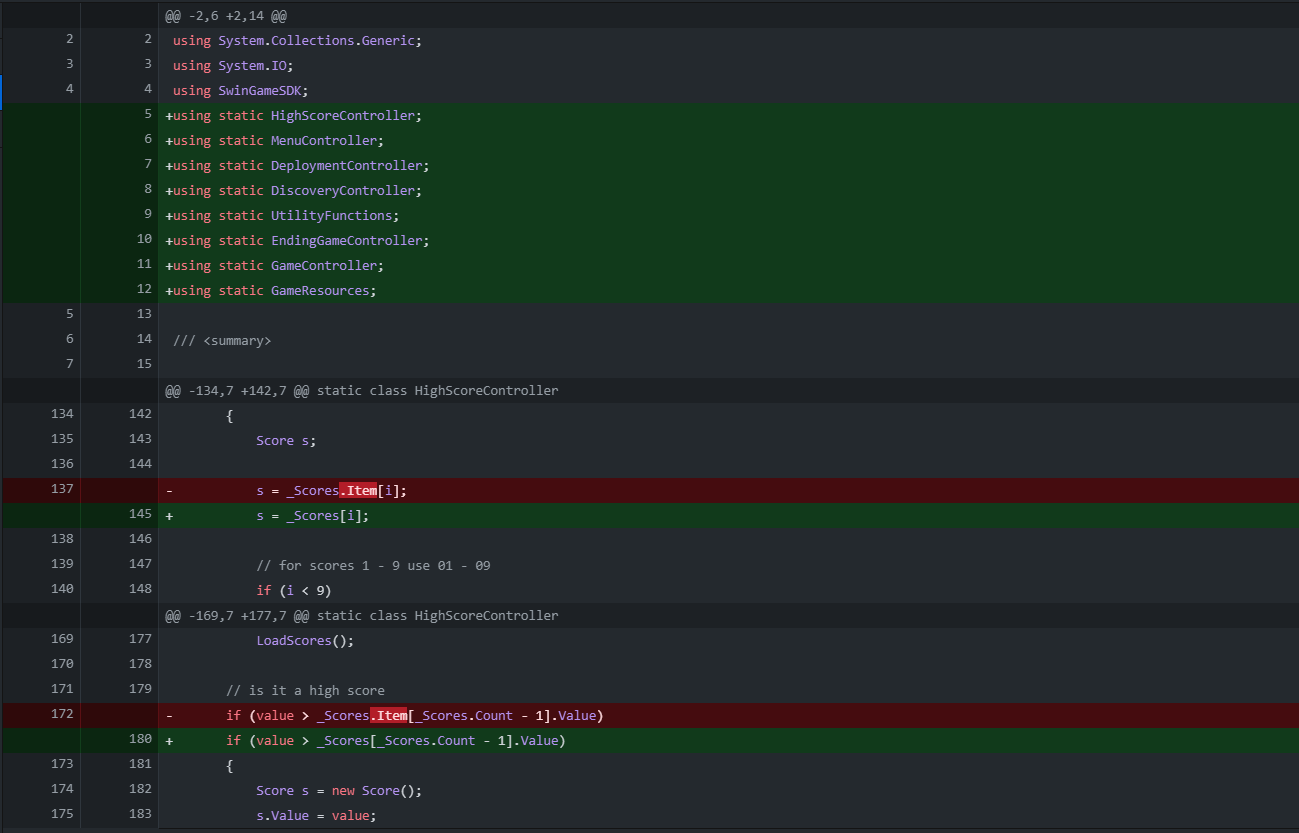 @@ -2,6 +2,14 @@
2 2 using System.Collections.Generic;
3 3 using System.IO;
4 4 using SwinGameSDK;
5 +using static HighScoreController;
6 +using static MenuController;
7 +using static DeploymentController;
8 +using static DiscoveryController;
9 +using static UtilityFunctions;
10 +using static EndingGameController;
11 +using static GameController;
12 +using static GameResources;
5 13
6 14 /// <summary>
7 15
@@ -134,7 +142,7 @@ static class HighScoreController
134 142 {
135 143 Score s;
136 144
137 - s = _Scores.Item[i];
145 + s = _Scores[i];
138 146
139 147 // for scores 1 - 9 use 01 - 09
140 148 if (i < 9)
@@ -169,7 +177,7 @@ static class HighScoreController
169 177 LoadScores();
170 178
171 179 // is it a high score
172 - if (value > _Scores.Item[_Scores.Count - 1].Value)
180 + if (value > _Scores[_Scores.Count - 1].Value)
173 181 {
174 182 Score s = new Score();
175 183 s.Value = value;